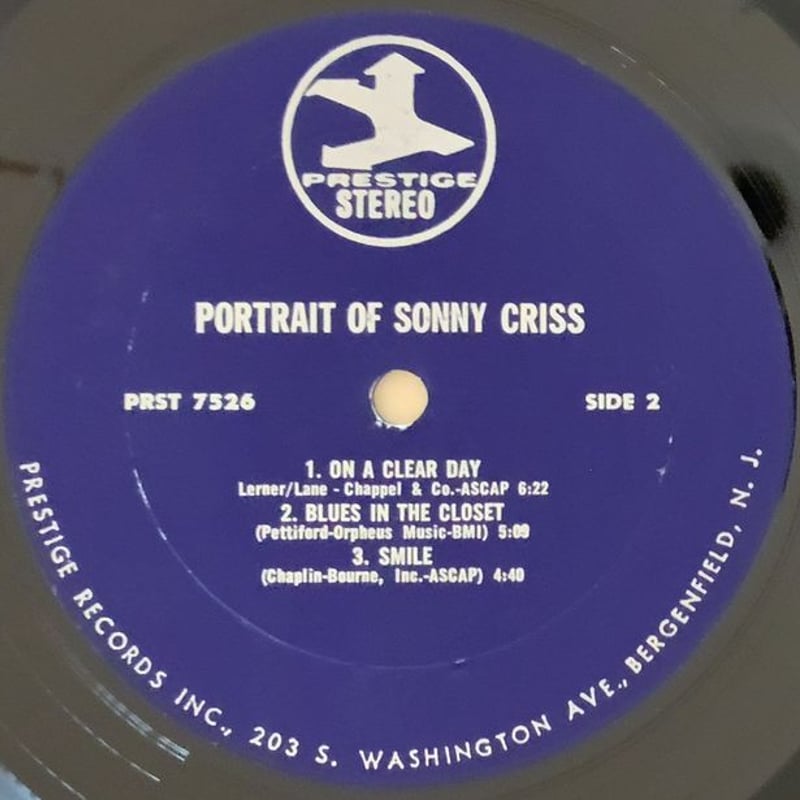 PRESTIGE
STEREO
PORTRAIT OF SONNY CRISS
PRST 7526
SIDE 2
1. ON A CLEAR DAY
Lerner/Lane - Chappel & Co.-ASCAP 6:22
2. BLUES IN THE CLOSET
(Pettiford-Orpheus Music-BMI) 5:09
3. SMILE
(Chaplin-Bourne, Inc.-ASCAP) 4:40
PRESTIGE RECORDS INC., 203 S. WASHINGTON AVE., BERGENFIELD, N. J.